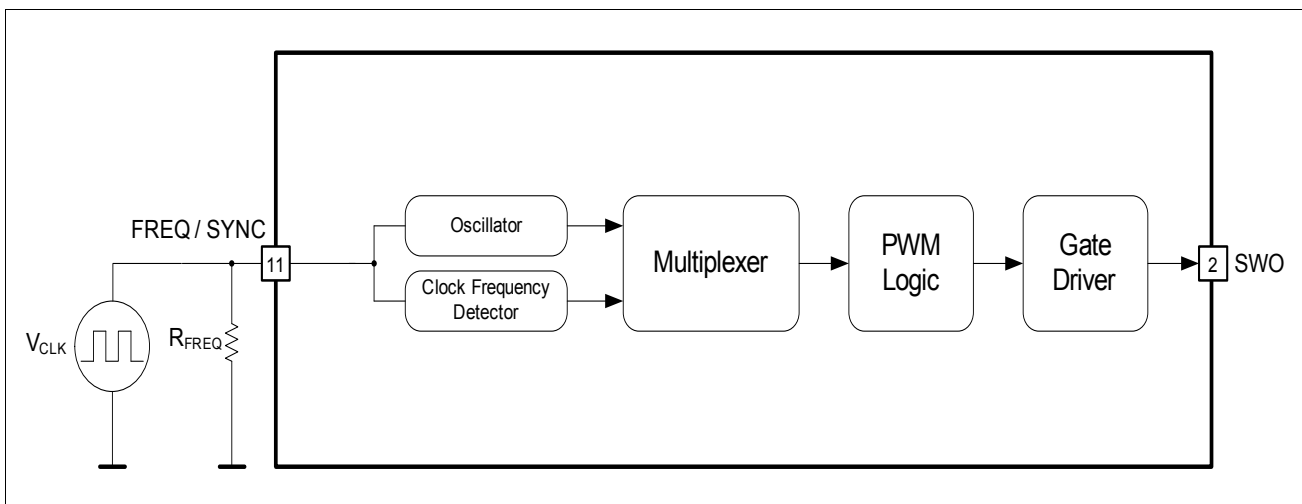 FREQ / SYNC
11
V_CLK
R_FREQ
Oscillator
Clock Frequency
Detector
Multiplexer
PWM
Logic
Gate
Driver
2
SWO